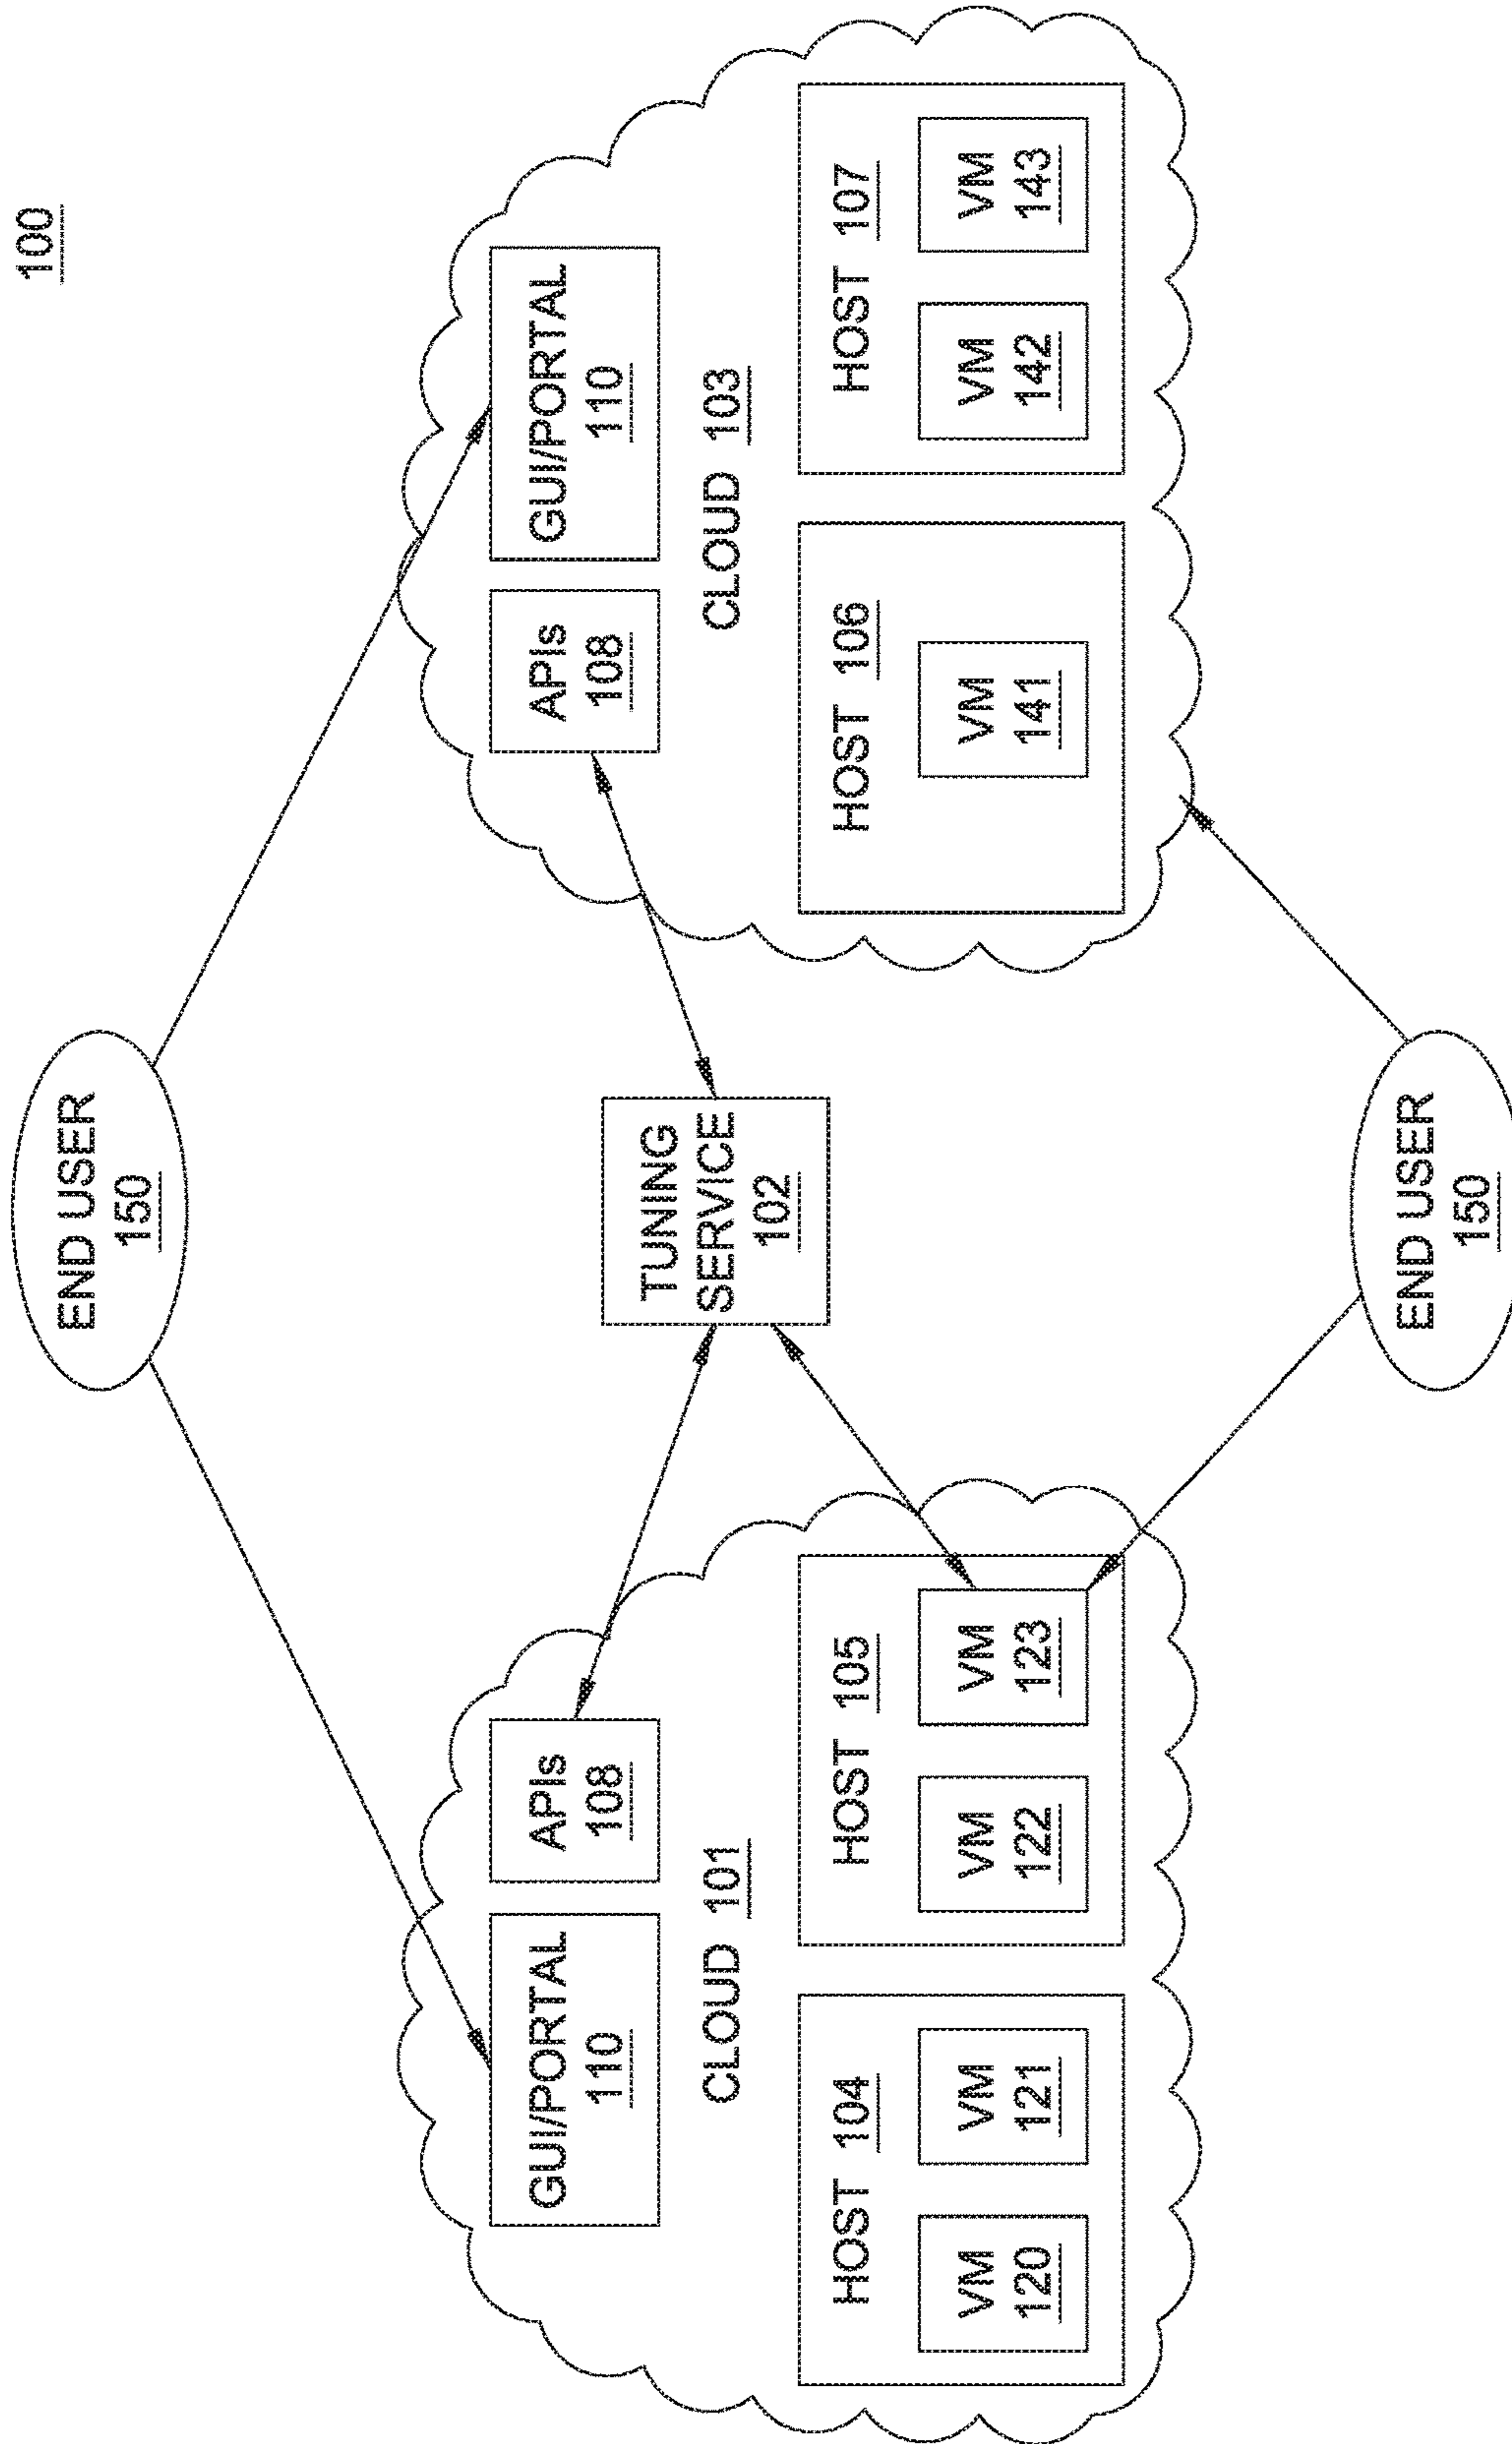 100
END USER
150
GUI/PORTAL
110
APIs
108
CLOUD 101
HOST 104
VM
120
VM
121
HOST 105
VM
122
VM
123
TUNING
SERVICE
102
APIs
108
GUI/PORTAL
110
CLOUD 103
HOST 106
VM
141
HOST 107
VM
142
VM
143
END USER
150